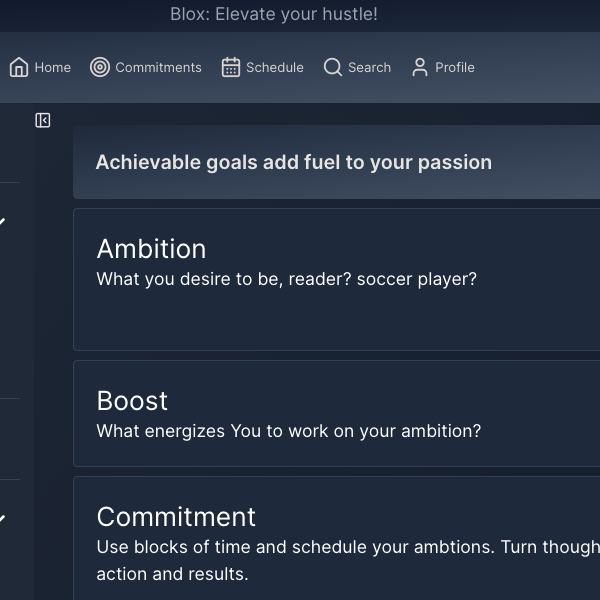 Blox: Elevate your hustle!
Home Commitments Schedule Search Profile
Achievable goals add fuel to your passion
Ambition
What you desire to be, reader? soccer player?
Boost
What energizes You to work on your ambition?
Commitment
Use blocks of time and schedule your ambtions. Turn though
action and results.